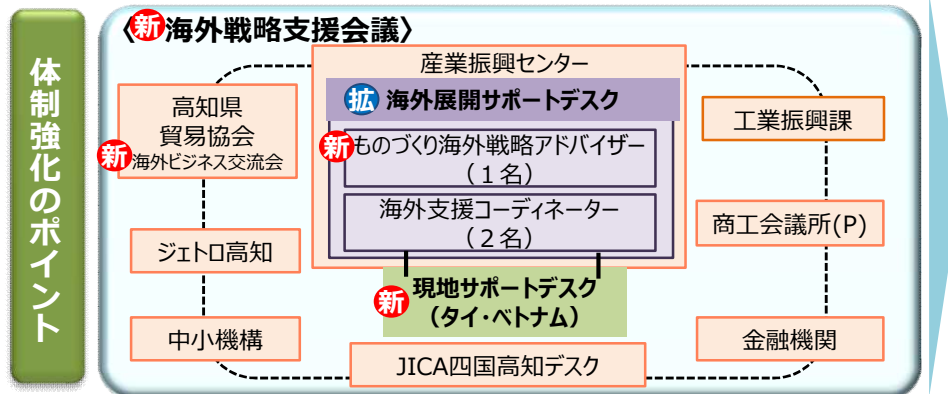 体制強化のポイント
〈新海外戦略支援会議〉
産業振興センター
拡 海外展開サポートデスク
新 ものづくり海外戦略アドバイザー
(1名)
海外支援コーディネーター
(2名)
新 現地サポートデスク
(タイ・ベトナム)
高知県
貿易協会
新 海外ビジネス交流会
ジェトロ高知
中小機構
JICA四国高知デスク
工業振興課
商工会議所(P)
金融機関